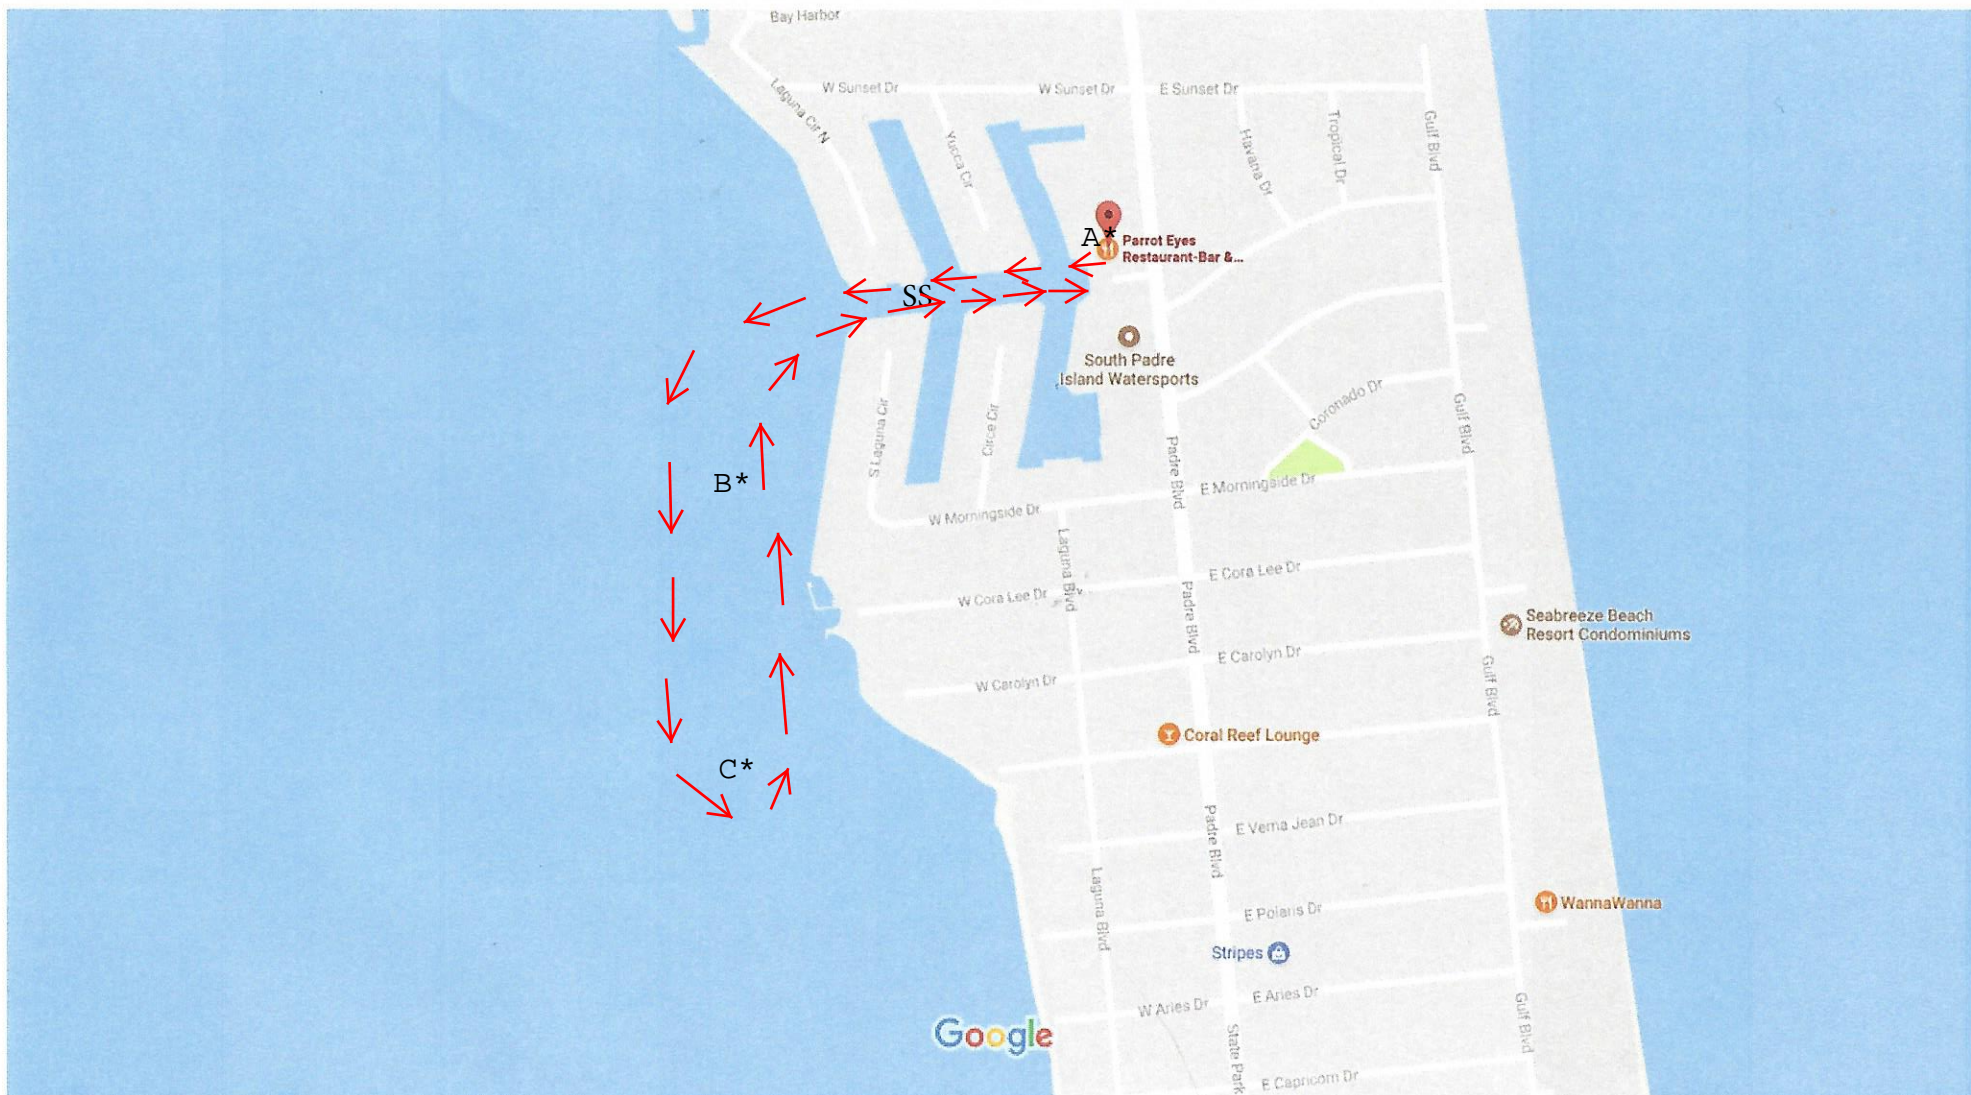 Bay Harbor
W Sunset Dr
W Sunset Dr
E Sunset Dr
Laguna Cir N
Yucca Cir
Havana Dr
Tropical Dr
Gulf Blvd
A*
Parrot Eyes
Restaurant-Bar &...
SS
South Padre
Island Watersports
Coronado Dr
Gulf Blvd
S Laguna Cir
Circe Cir
Padre Blvd
B*
E Morningside Dr
W Morningside Dr
Laguna Blvd
E Cora Lee Dr
W Cora Lee Dr
Padre Blvd
Seabreeze Beach
Resort Condominiums
E Carolyn Dr
W Carolyn Dr
Gulf Blvd
Coral Reef Lounge
C*
E Verna Jean Dr
Padre Blvd
Laguna Blvd
WannaWanna
E Polaris Dr
Stripes
E Aries Dr
W Aries Dr
Gulf Blvd
Google
State Park
E Capricorn Dr